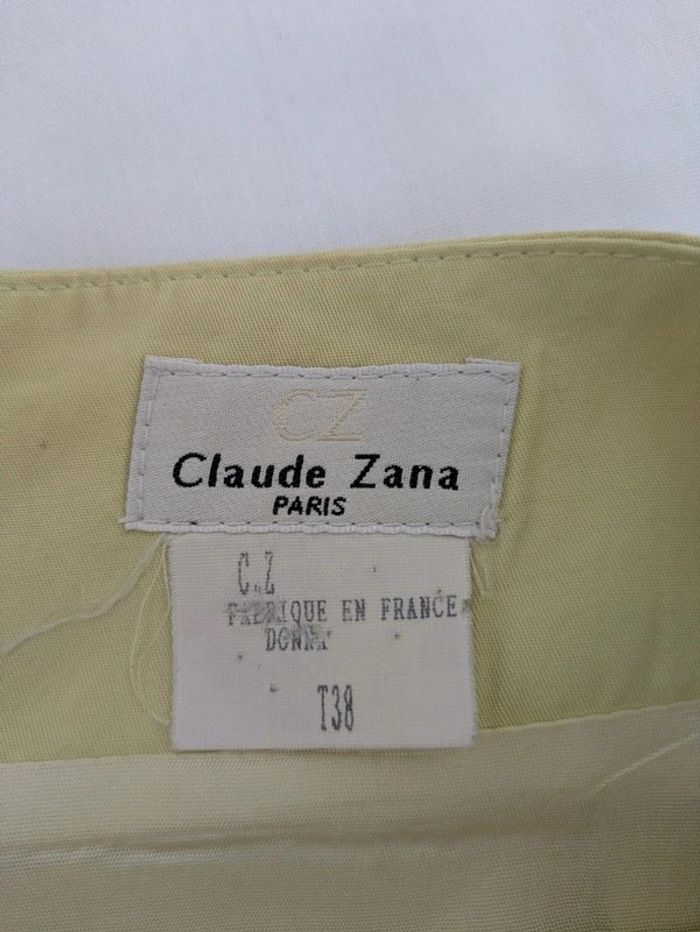 CZ
Claude Zana
PARIS
C.Z
FABRIQUE EN FRANCE
DONNA
T38